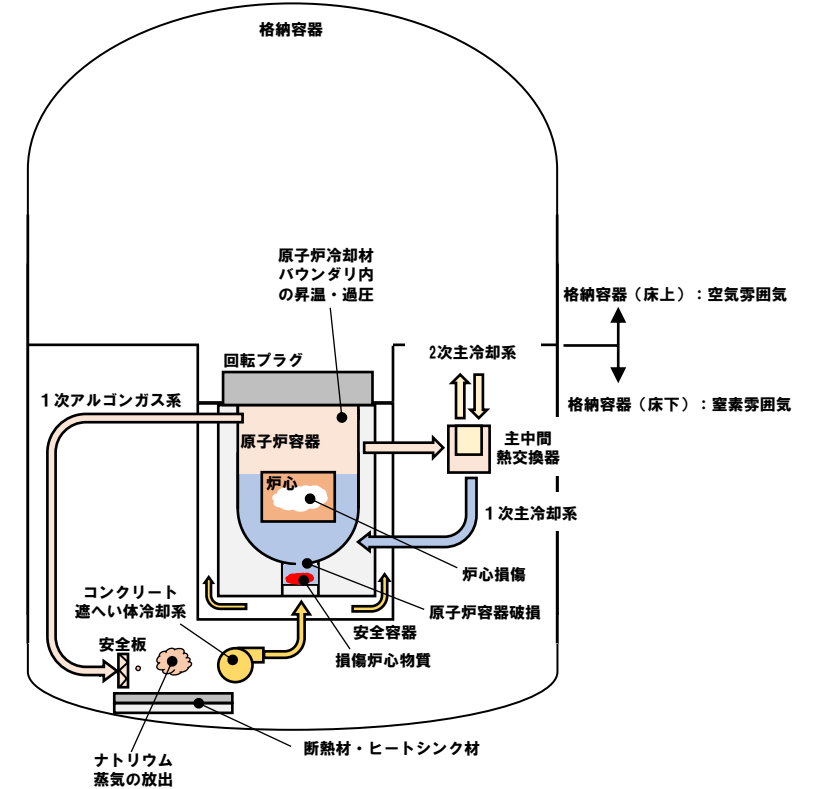 格納容器
原子炉冷却材
バウンダリ内
の昇温・過圧
格納容器（床上）：空気雰囲気
2次主冷却系
回転プラグ
１次アルゴンガス系
格納容器（床下）：窒素雰囲気
原子炉容器
主中間
熱交換器
炉心
１次主冷却系
炉心損傷
コンクリート
遮へい体冷却系
原子炉容器破損
安全容器
安全板
損傷炉心物質
断熱材・ヒートシンク材
ナトリウム
蒸気の放出